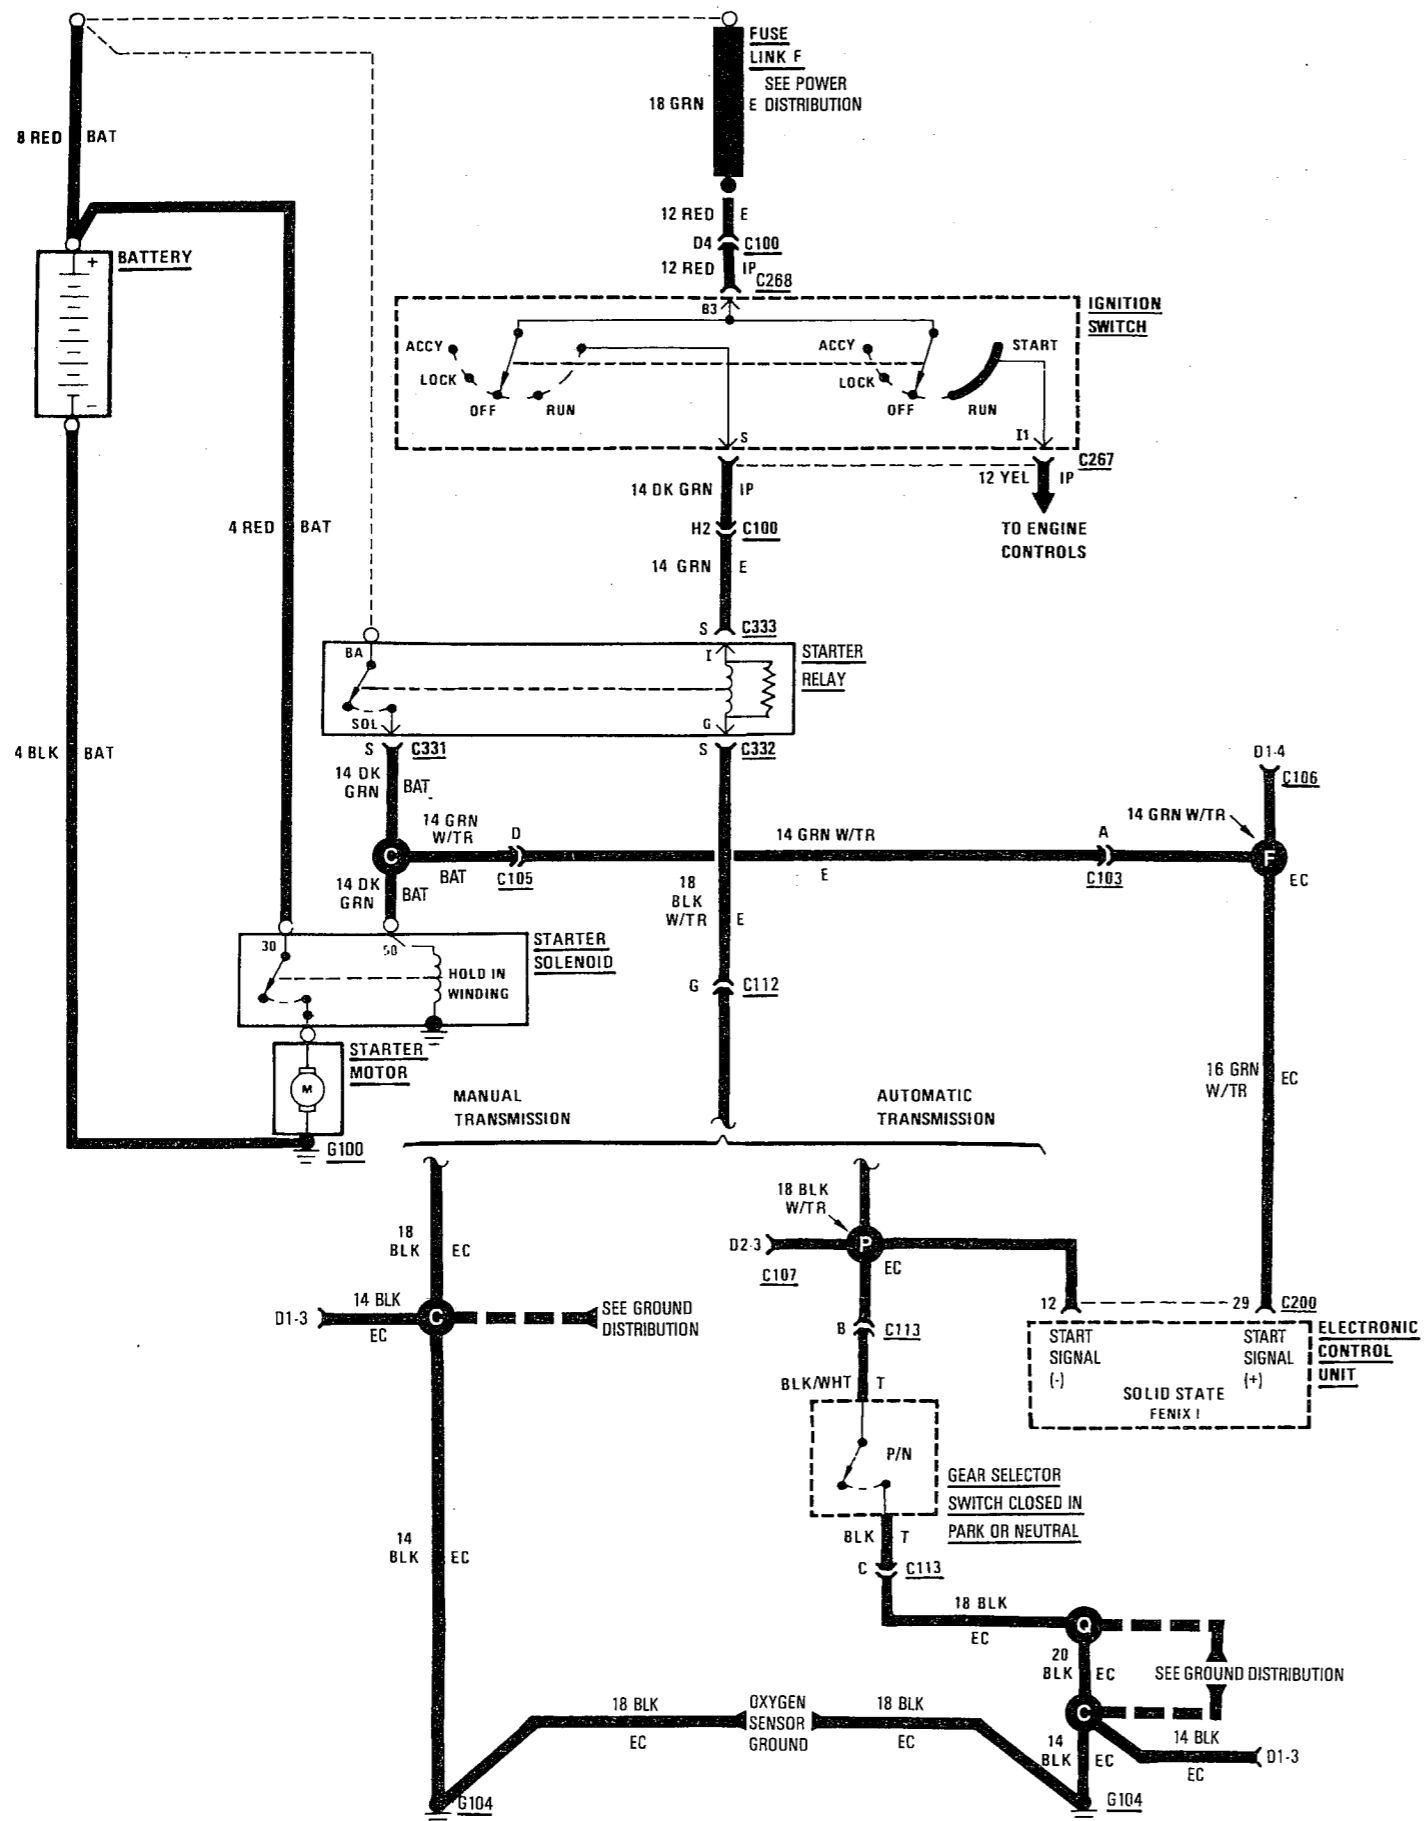 FUSE
LINK F
SEE POWER
18 GRN
E DISTRIBUTION
8 RED BAT
12 RED E
D4 C100
12 RED IP
C268
BATTERY
+
-
B3
IGNITION
SWITCH
ACCY
LOCK
OFF
RUN
ACCY
LOCK
OFF
RUN
START
S
I1
C267
14 DK GRN IP
12 YEL IP
H2 C100
TO ENGINE
CONTROLS
4 RED BAT
14 GRN E
S C333
BA
I
STARTER
RELAY
SOL
G
S C331
S C332
4 BLK BAT
14 DK
GRN
BAT
D1-4
C106
14 GRN
W/TR
D
14 GRN W/TR
A
14 GRN W/TR
C
F
BAT
C105
E
C103
EC
14 DK
GRN
BAT
18
BLK
W/TR
E
30
50
STARTER
SOLENOID
HOLD IN
WINDING
G C112
STARTER
MOTOR
M
G100
16 GRN
W/TR
EC
MANUAL
TRANSMISSION
AUTOMATIC
TRANSMISSION
18 BLK
W/TR
18
BLK
EC
D2-3
P
C107
EC
14 BLK
D1-3
C
EC
SEE GROUND
DISTRIBUTION
12
29 C200
B C113
START
SIGNAL
(-)
START
SIGNAL
(+)
SOLID STATE
FENIX I
ELECTRONIC
CONTROL
UNIT
BLK/WHT T
P/N
GEAR SELECTOR
SWITCH CLOSED IN
PARK OR NEUTRAL
14
BLK
EC
BLK T
C C113
18 BLK
EC
Q
20
BLK
EC
SEE GROUND DISTRIBUTION
C
18 BLK
EC
OXYGEN
SENSOR
GROUND
18 BLK
EC
14
BLK
EC
14 BLK
EC
D1-3
G104
G104